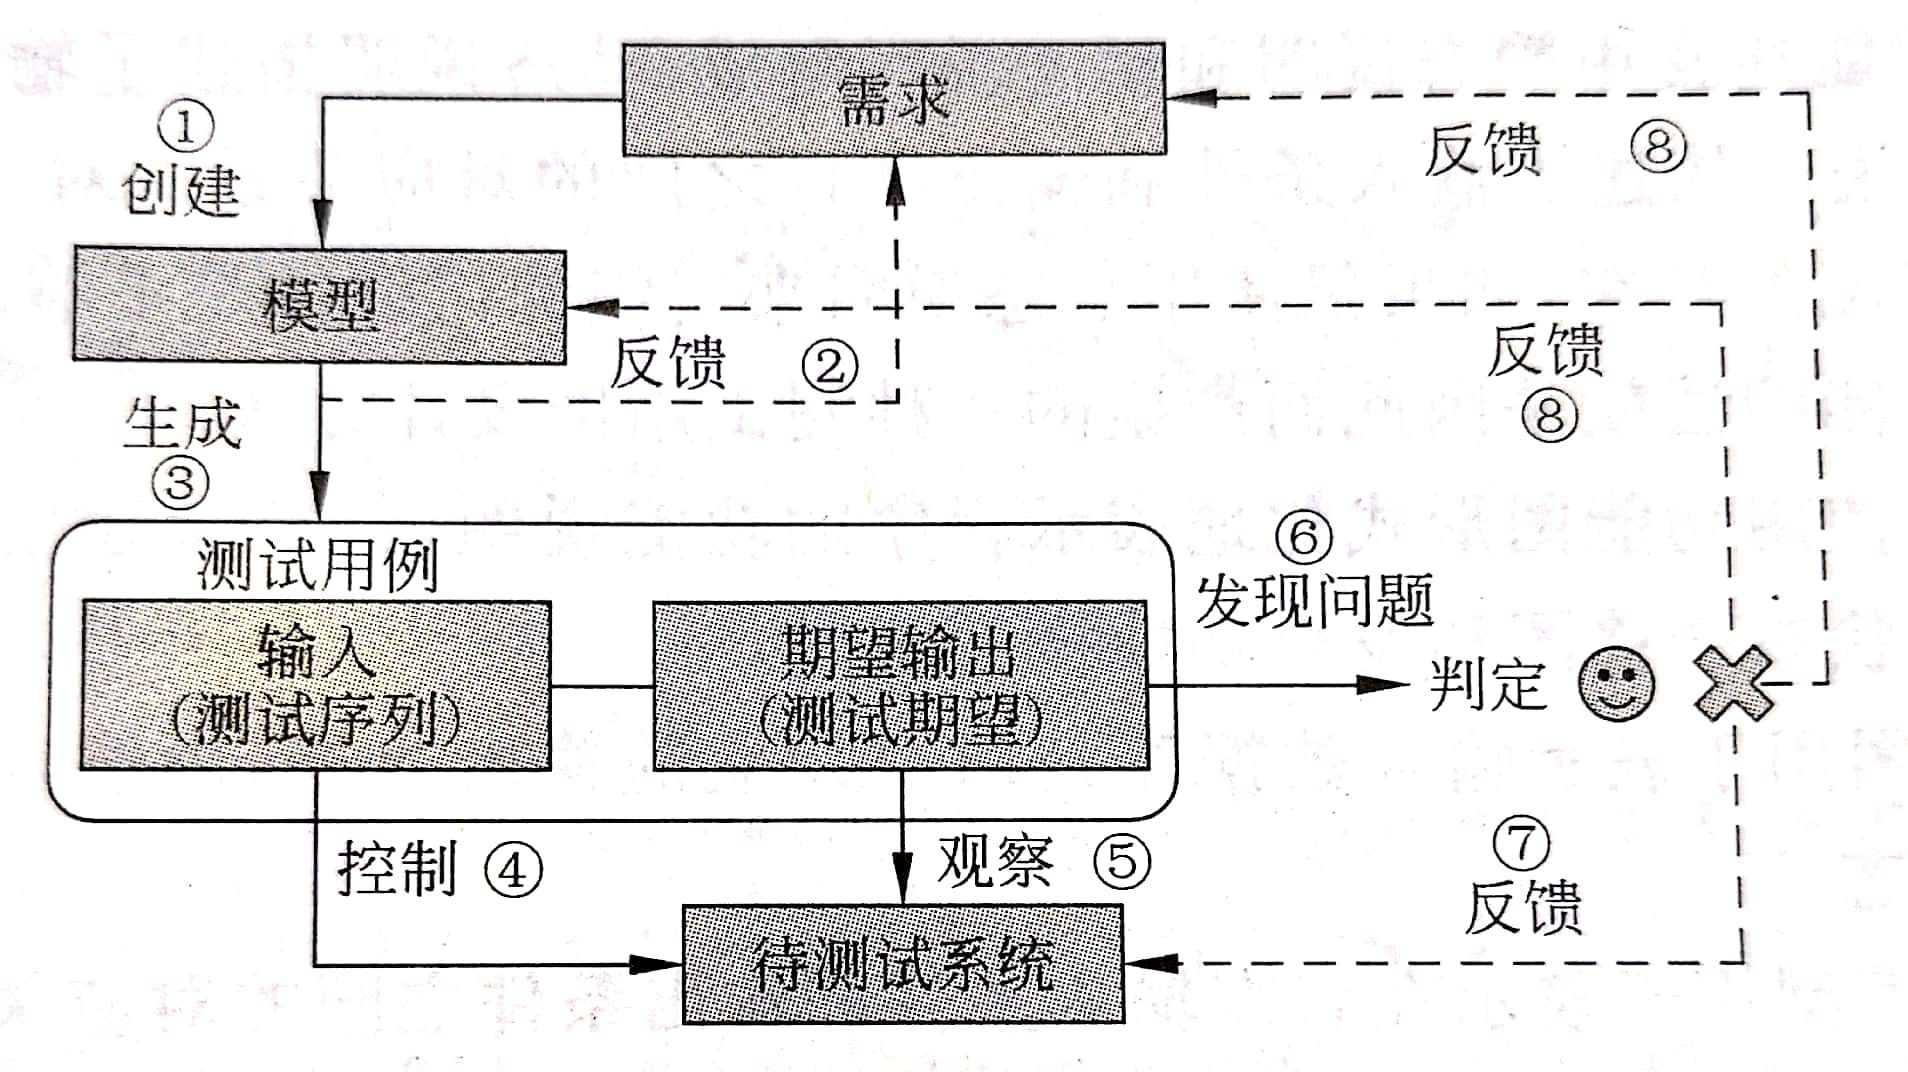 需求
①
创建
反馈 ⑧
模型
反馈 ②
反馈
⑧
生成
③
测试用例
⑥
发现问题
输入
(测试序列)
期望输出
(测试期望)
判定
控制 ④
观察 ⑤
⑦
反馈
待测试系统